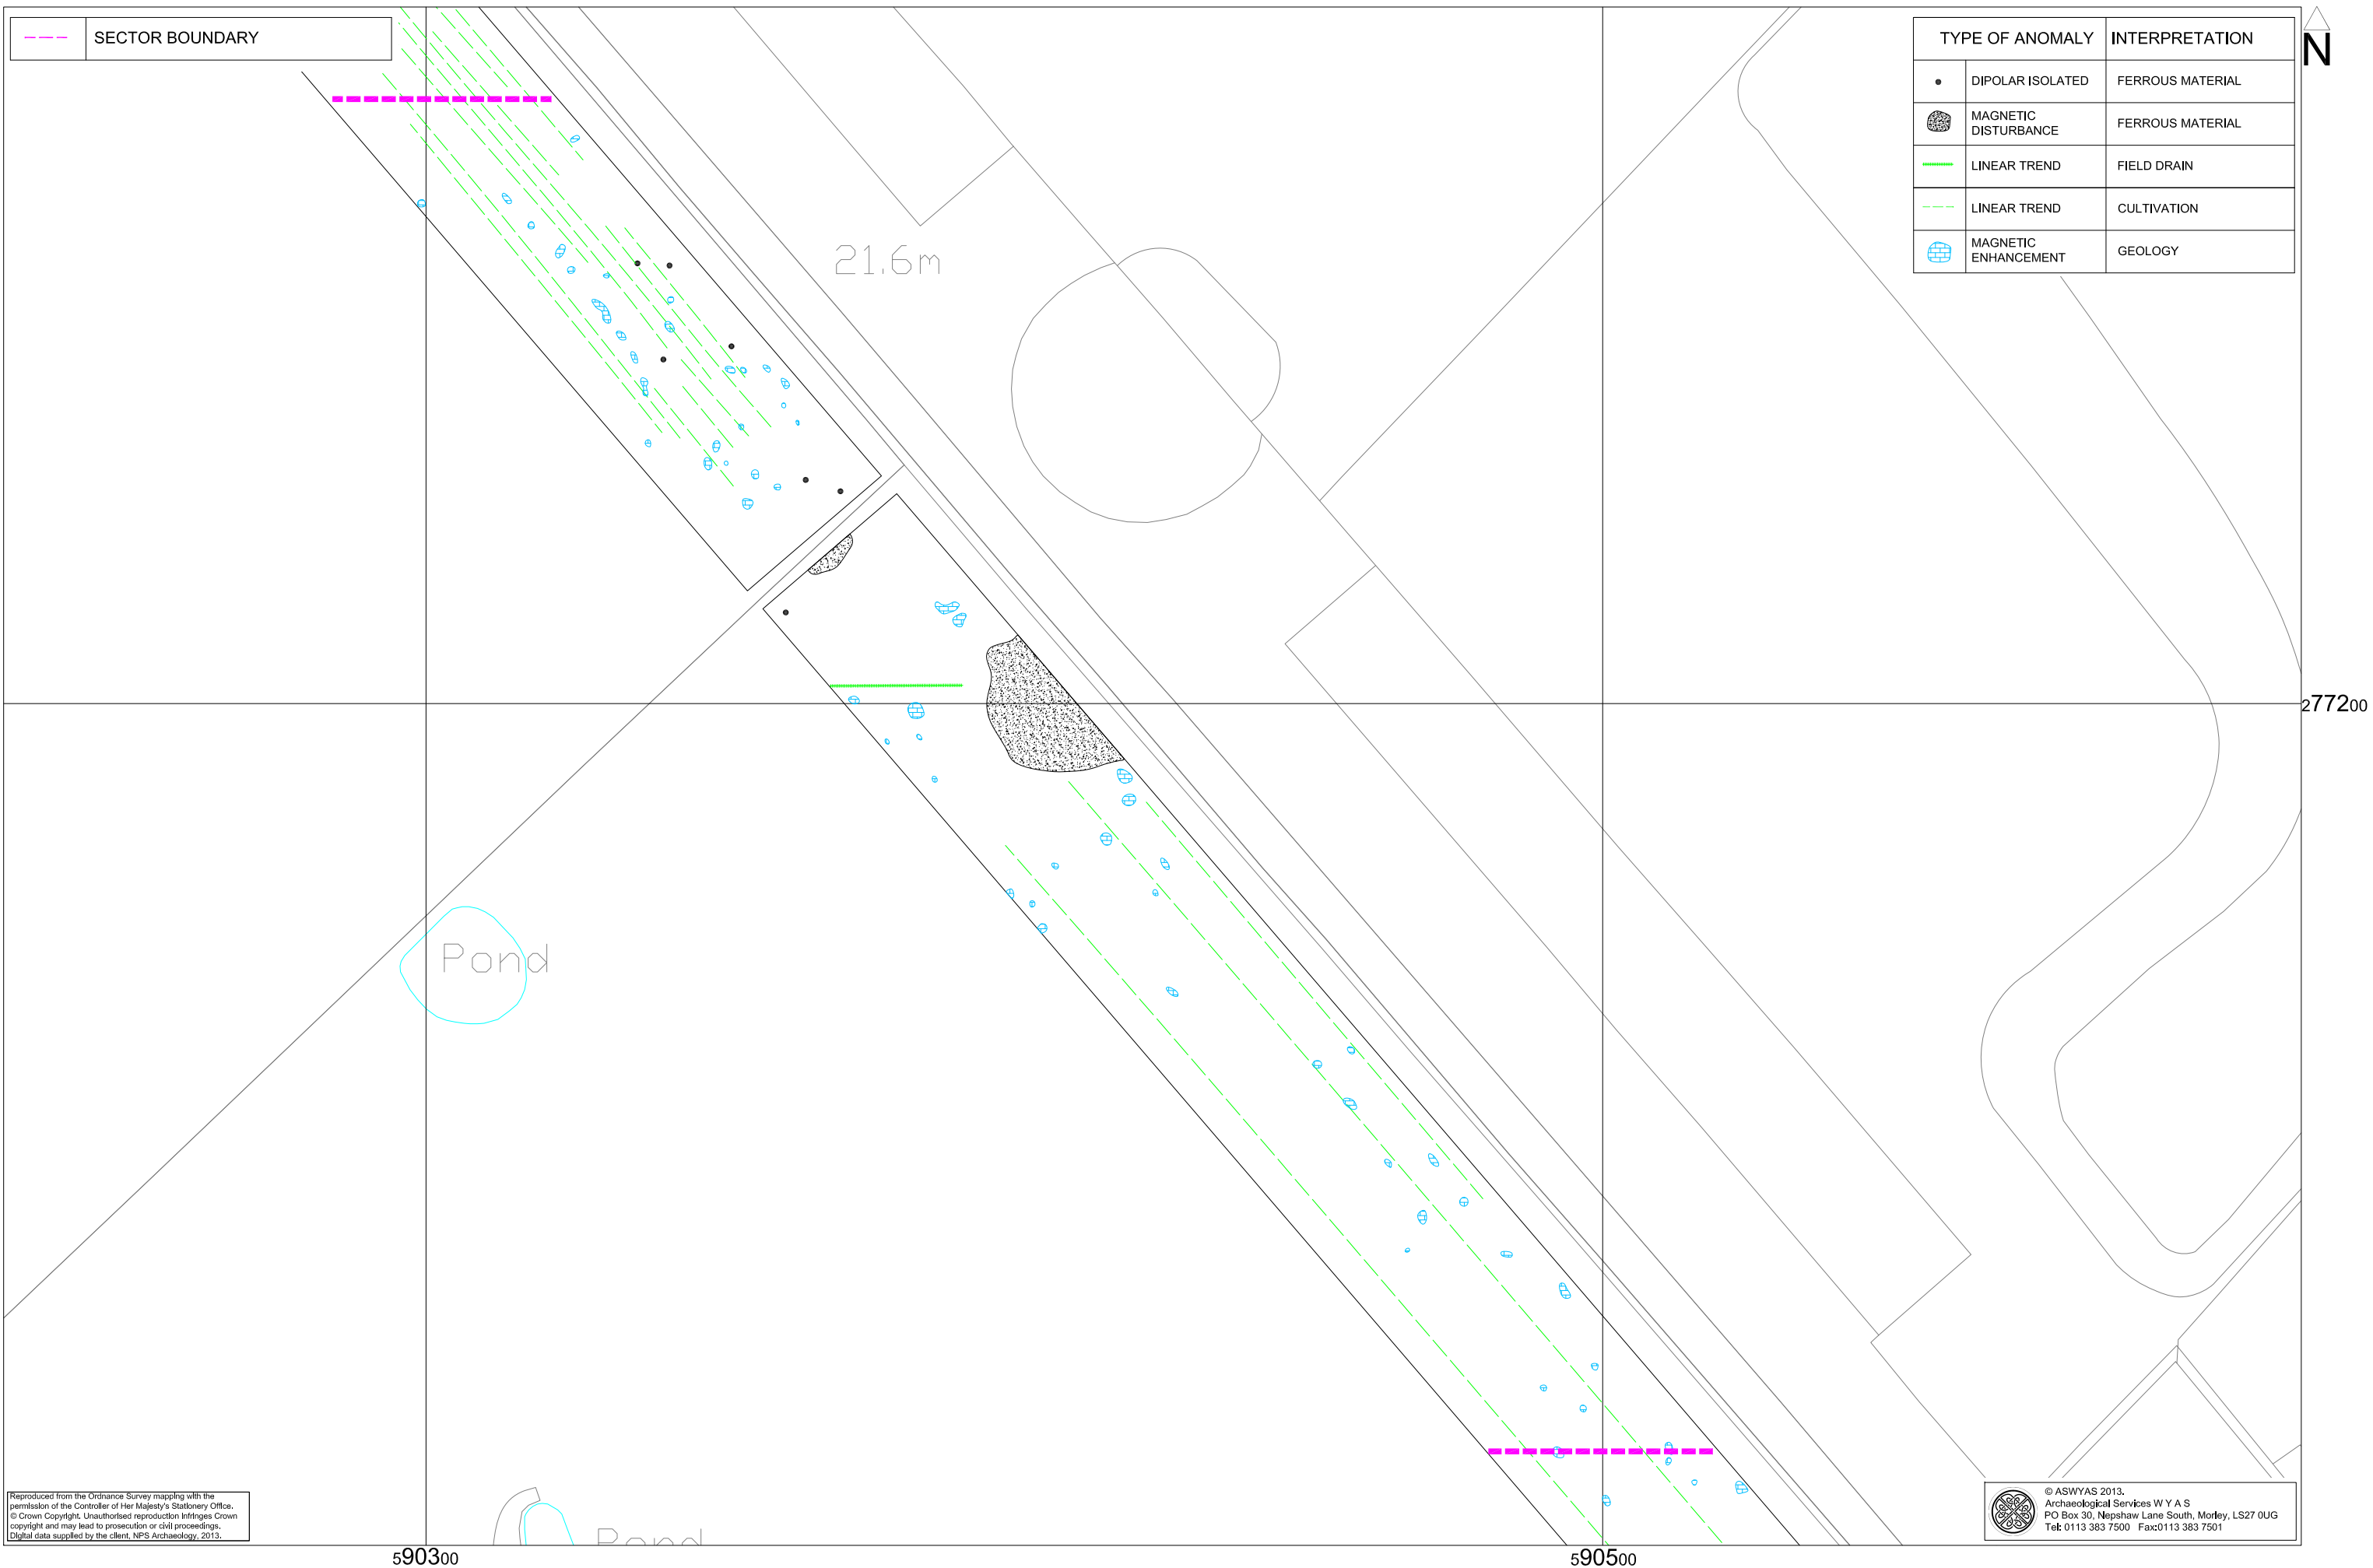 SECTOR BOUNDARY
TYPE OF ANOMALY INTERPRETATION
DIPOLAR ISOLATED FERROUS MATERIAL
MAGNETIC
DISTURBANCE FERROUS MATERIAL
LINEAR TREND FIELD DRAIN
LINEAR TREND CULTIVATION
MAGNETIC
ENHANCEMENT GEOLOGY
N
21.6m
277200
Pond
Pond
Reproduced from the Ordnance Survey mapping with the
permission of the Controller of Her Majesty's Stationery Office.
© Crown Copyright. Unauthorised reproduction infringes Crown
copyright and may lead to prosecution or civil proceedings.
Digital data supplied by the client, NPS Archaeology, 2013.
© ASWYAS 2013.
Archaeological Services W Y A S
PO Box 30, Nepshaw Lane South, Morley, LS27 0UG
Tel: 0113 383 7500 Fax:0113 383 7501
590300
590500